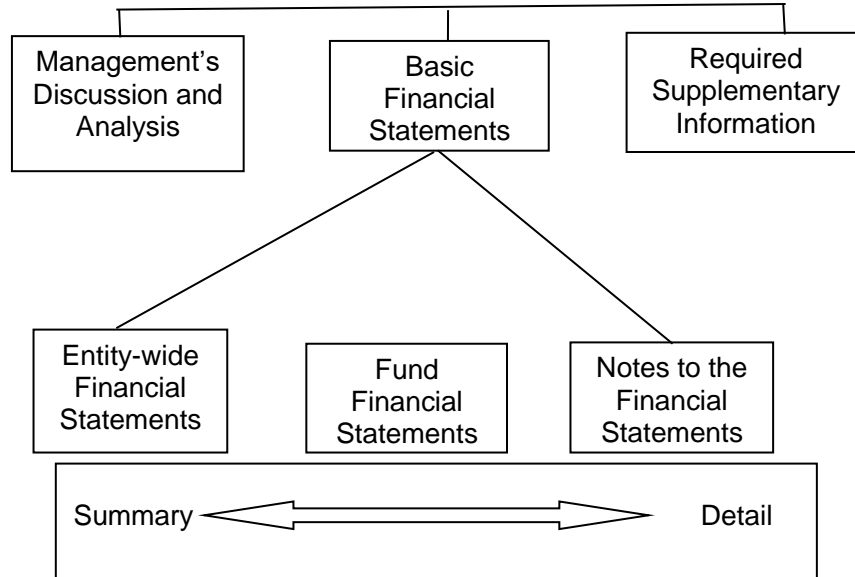 Management’s
Discussion and
Analysis
Basic
Financial
Statements
Required
Supplementary
Information
Entity-wide
Financial
Statements
Fund
Financial
Statements
Notes to the
Financial
Statements
Summary
Detail